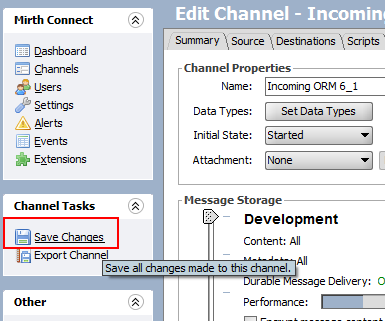 Mirth Connect
Dashboard
Channels
Users
Settings
Alerts
Events
Extensions
Channel Tasks
Save Changes
Export Channel
Save all changes made to this channel.
Other
Edit Channel - Incoming
Summary
Source
Destinations
Scripts
Channel Properties
Name: Incoming ORM 6_1
Data Types: Set Data Types
Initial State: Started
Attachment: None
Message Storage
Development
Content: All
Metadata: All
Durable Message Delivery: O
Performance:
Encrypt message content